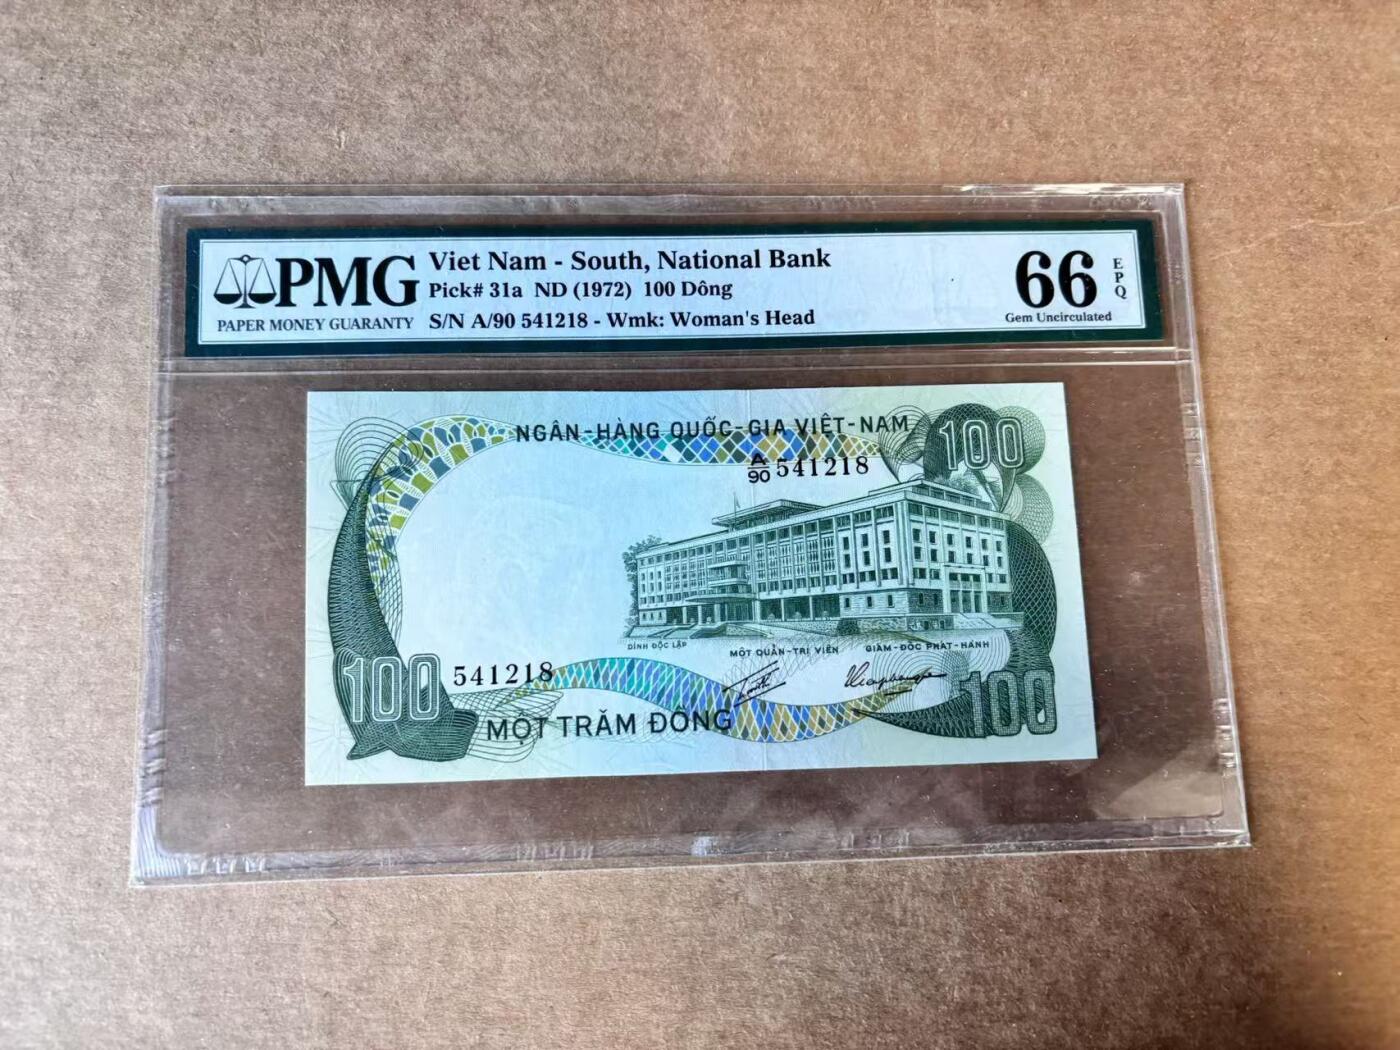 PMG
PAPER MONEY GUARANTY
Viet Nam - South, National Bank
Pick# 31a ND (1972) 100 Dông
S/N A/90 541218 - Wmk: Woman's Head
66
EPQ
Gem Uncirculated
NGÂN-HÀNG QUỐC-GIA VIỆT-NAM
100
A/90 541218
DINH ĐỘC LẬP
MỘT QUẢN-TRỊ VIÊN
GIÁM-ĐỐC PHÁT-HÀNH
100
541218
100
MỘT TRĂM ĐỒNG